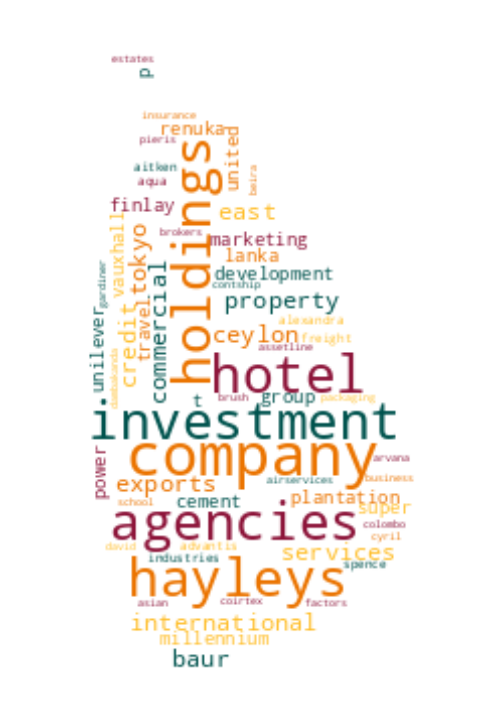 estates
p
insurance
renuka
pieris
holdings
united
aitken
aqua
beira
finlay
east
vauxhall
tokyo
brokers
marketing
lanka
gardiner
commercial
development
contship
credit
travel
property
unilever
alexandra
ceylon
freight
assetline
dambakanda
hotel
t
brush
group
packaging
investment
company
arvana
power
exports
airservices
business
plantation
school
cement
super
agencies
colombo
cyril
david
advantis
services
industries
spence
hayleys
asian
coirtex
factors
international
millennium
baur